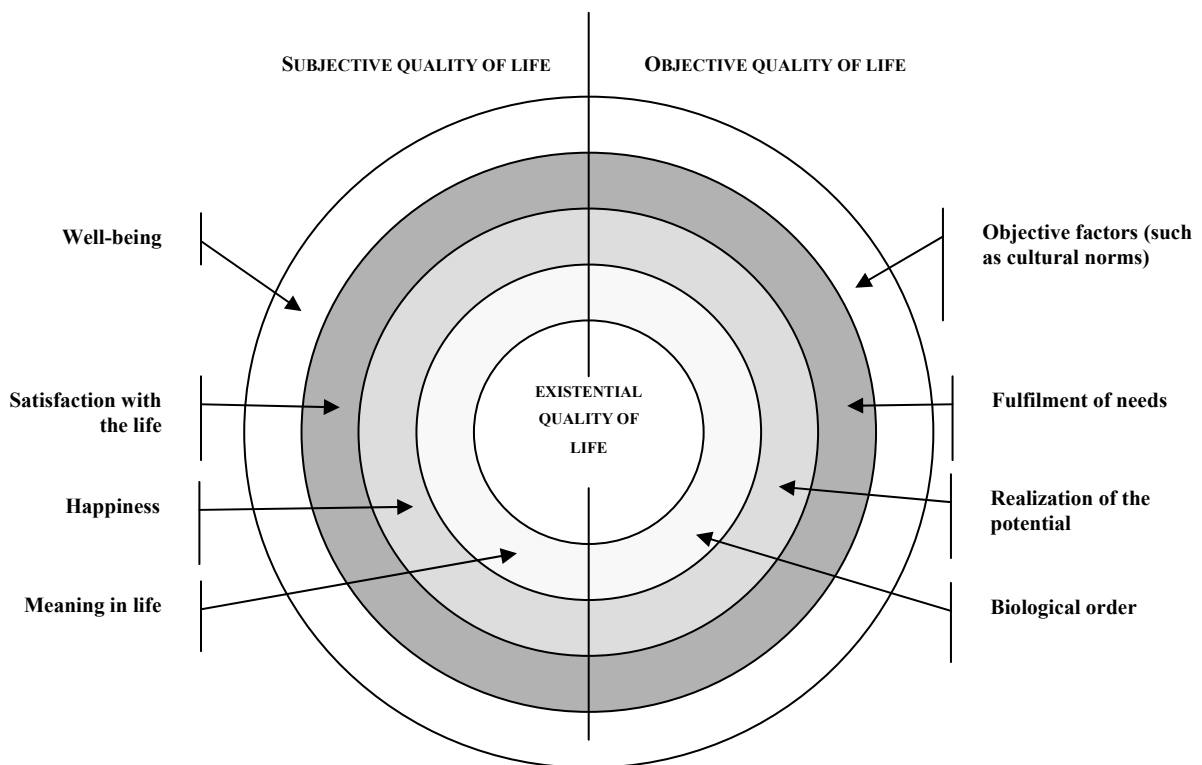 SUBJECTIVE QUALITY OF LIFE
OBJECTIVE QUALITY OF LIFE
Well-being
Objective factors (such
as cultural norms)
EXISTENTIAL
QUALITY OF
LIFE
Satisfaction with
the life
Fulfilment of needs
Happiness
Realization of the
potential
Meaning in life
Biological order